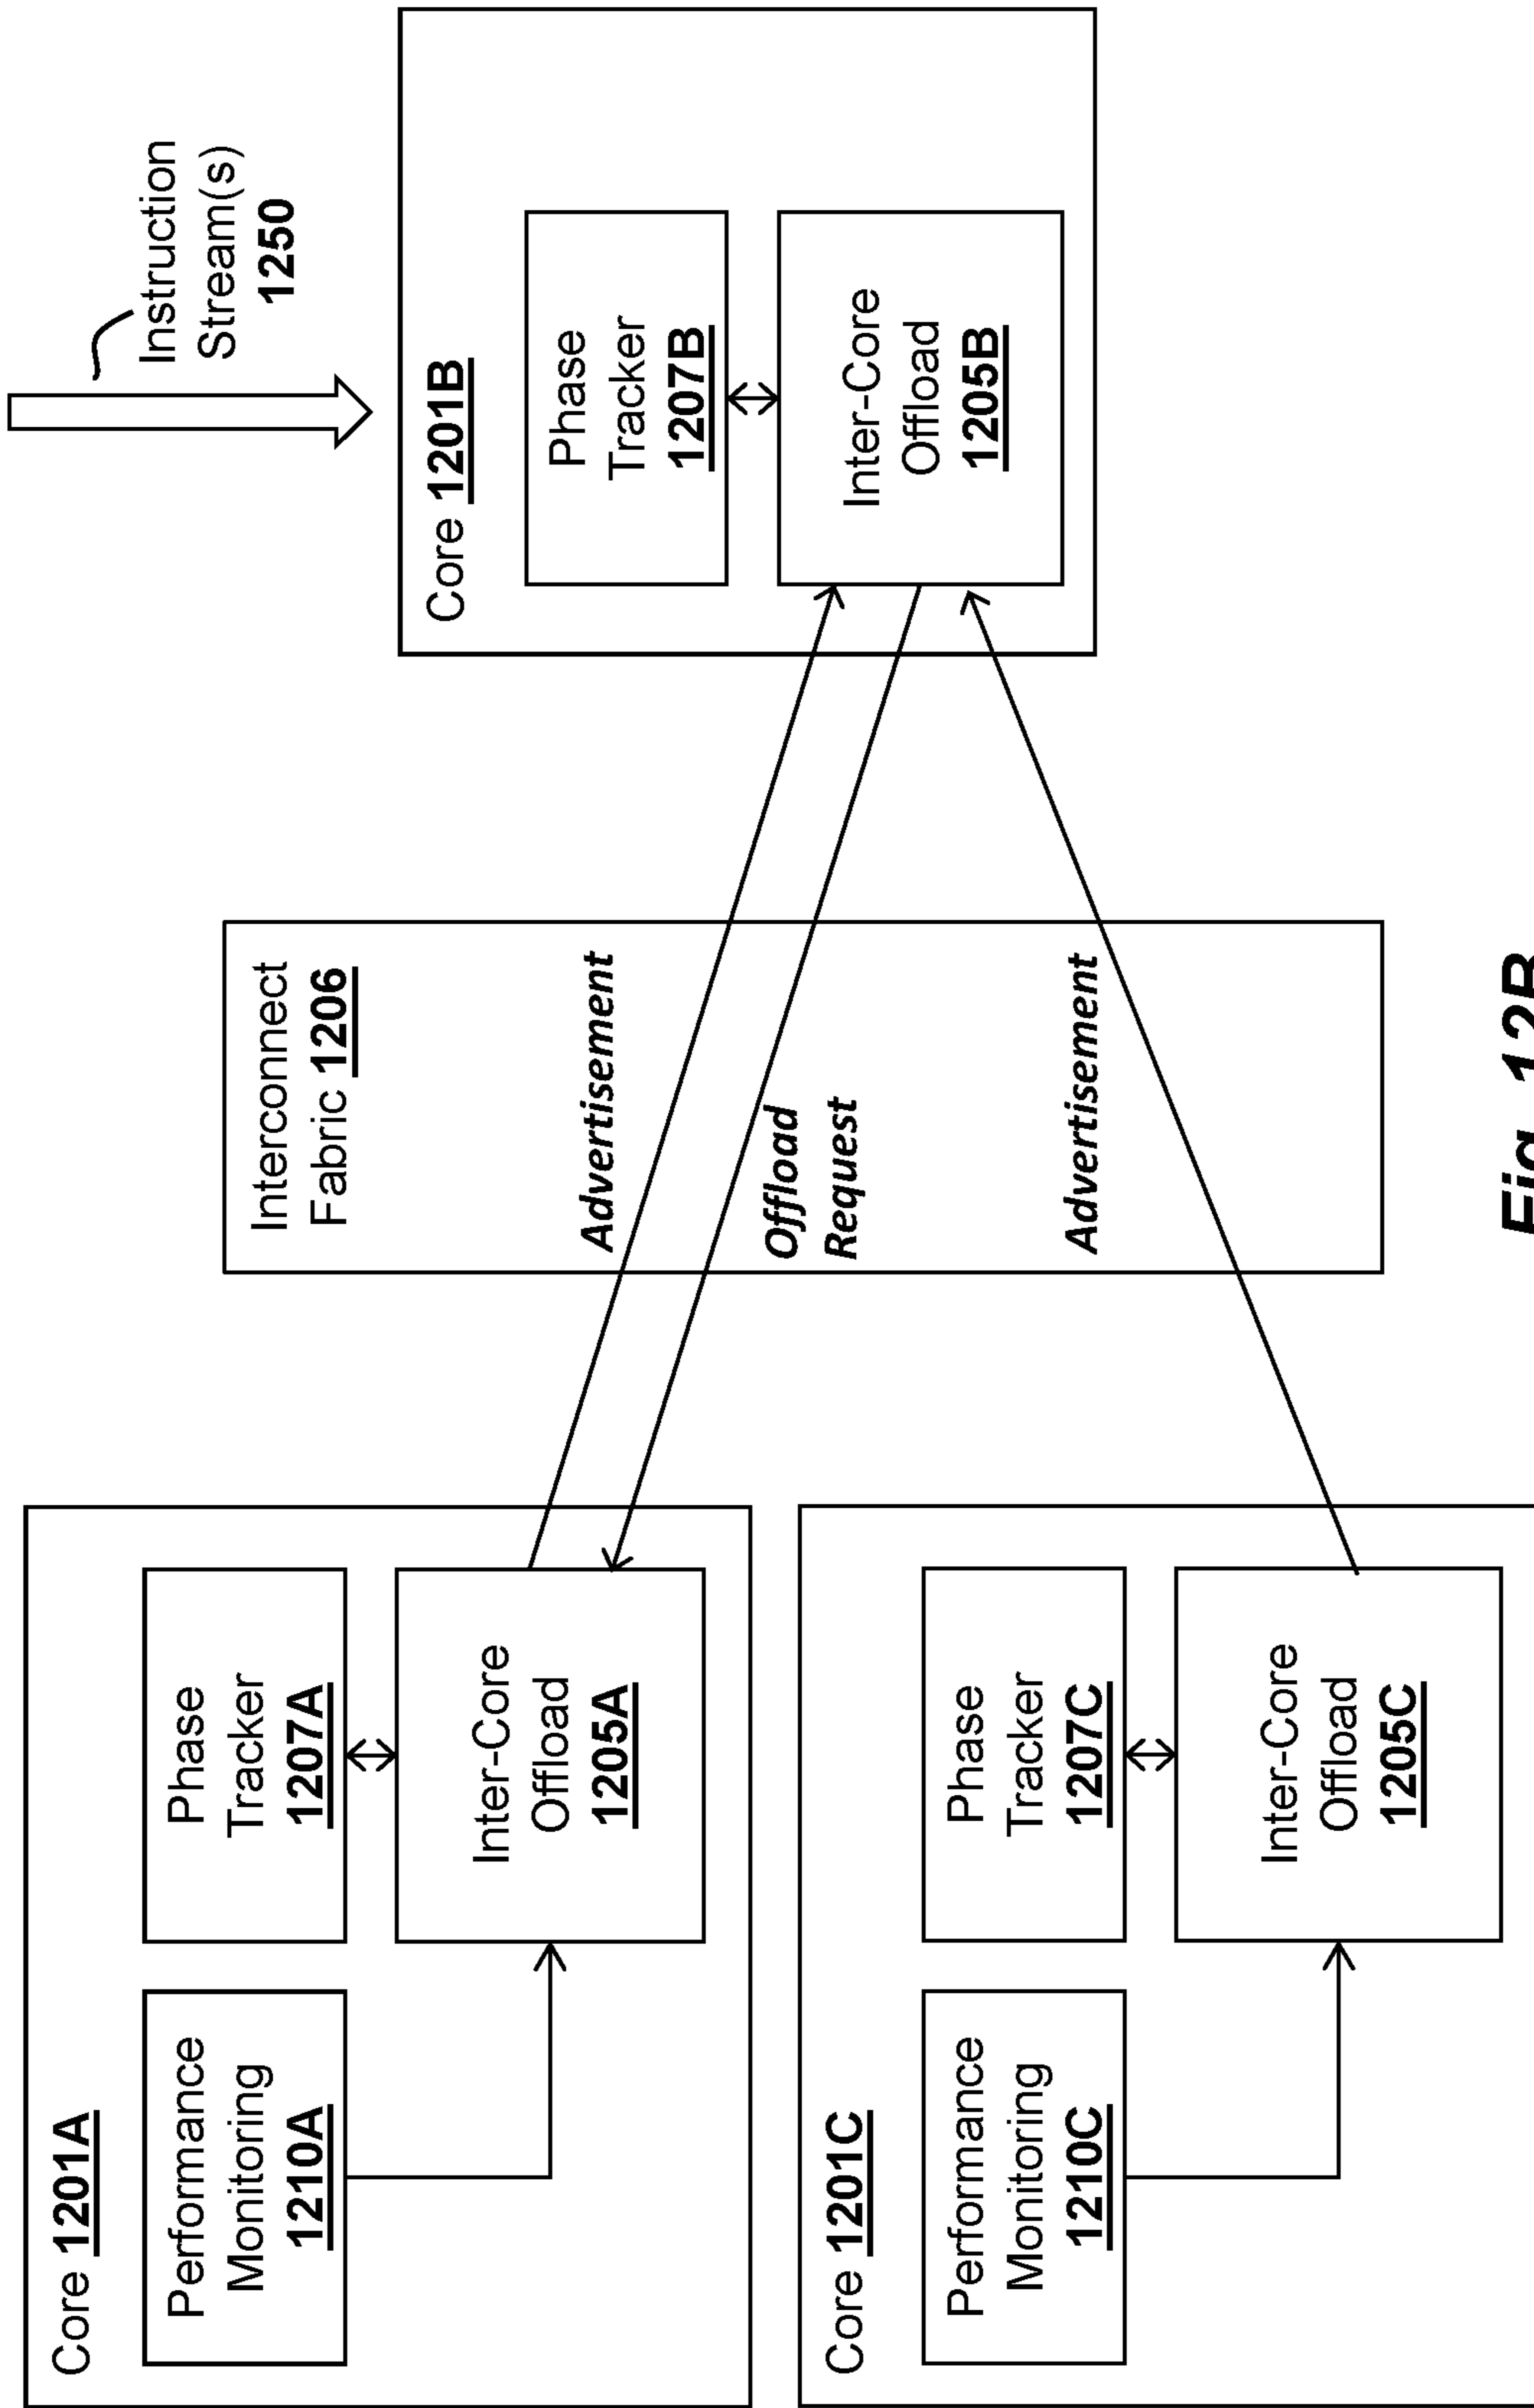 Core 1201A
Performance
Monitoring
1210A
Phase
Tracker
1207A
Inter-Core
Offload
1205A
Core 1201C
Performance
Monitoring
1210C
Phase
Tracker
1207C
Inter-Core
Offload
1205C
Interconnect
Fabric 1206
Advertisement
Offload
Request
Advertisement
Instruction
Stream(s)
1250
Core 1201B
Phase
Tracker
1207B
Inter-Core
Offload
1205B
Fig. 12B